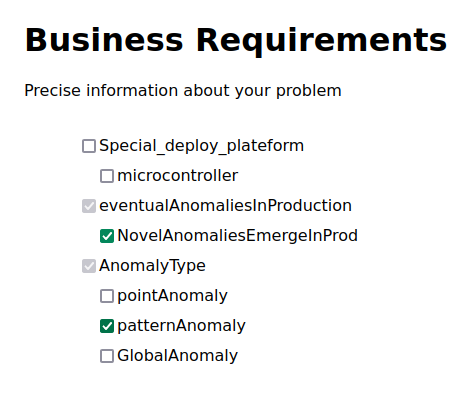 Business Requirements
Precise information about your problem
Special_deploy_plateform
microcontroller
eventualAnomaliesInProduction
NovelAnomaliesEmergeInProd
AnomalyType
pointAnomaly
patternAnomaly
GlobalAnomaly